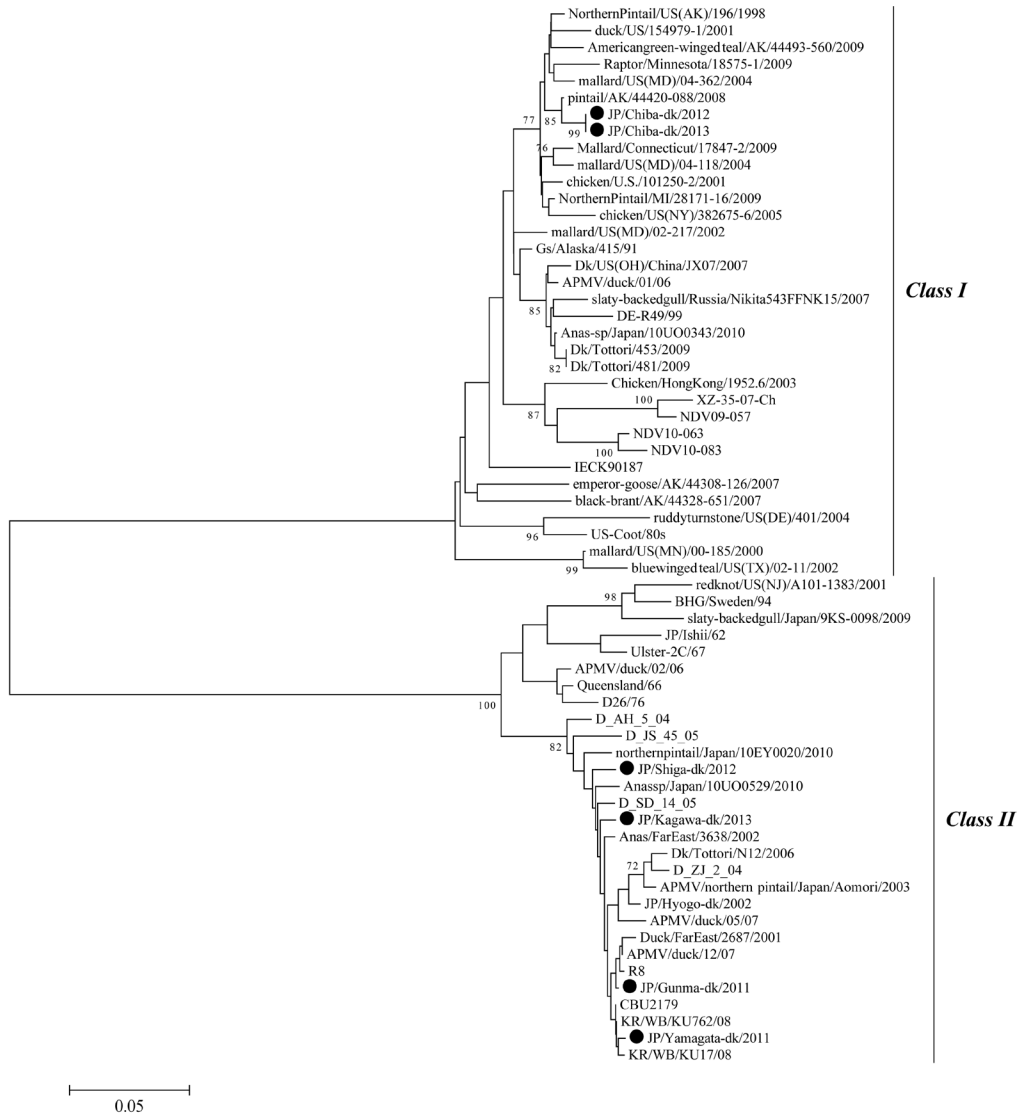 NorthernPintail/US(AK)/196/1998
duck/US/154979-1/2001
Americangreen-winged teal/AK/44493-560/2009
Raptor/Minnesota/18575-1/2009
mallard/US(MD)/04-362/2004
pintail/AK/44420-088/2008
77
85
JP/Chiba-dk/2012
99
JP/Chiba-dk/2013
76
Mallard/Connecticut/17847-2/2009
mallard/US(MD)/04-118/2004
chicken/U.S./101250-2/2001
NorthernPintail/MI/28171-16/2009
chicken/US(NY)/382675-6/2005
mallard/US(MD)/02-217/2002
Gs/Alaska/415/91
Dk/US(OH)/China/JX07/2007
APMV/duck/01/06
Class I
slaty-backedgull/Russia/Nikita543FFNK15/2007
85
DE-R49/99
Anas-sp/Japan/10UO0343/2010
Dk/Tottori/453/2009
82
Dk/Tottori/481/2009
Chicken/HongKong/1952.6/2003
100
XZ-35-07-Ch
87
NDV09-057
NDV10-063
100
NDV10-083
IECK90187
emperor-goose/AK/44308-126/2007
black-brant/AK/44328-651/2007
ruddyturnstone/US(DE)/401/2004
96
US-Coot/80s
mallard/US(MN)/00-185/2000
99
bluewinged teal/US(TX)/02-11/2002
redknot/US(NJ)/A101-1383/2001
98
BHG/Sweden/94
slaty-backedgull/Japan/9KS-0098/2009
JP/Ishii/62
Ulster-2C/67
APMV/duck/02/06
Queensland/66
100
D26/76
D_AH_5_04
82
D_JS_45_05
northernpintail/Japan/10EY0020/2010
JP/Shiga-dk/2012
Anassp/Japan/10UO0529/2010
D_SD_14_05
JP/Kagawa-dk/2013
Class II
Anas/FarEast/3638/2002
Dk/Tottori/N12/2006
72
D_ZJ_2_04
APMV/northern pintail/Japan/Aomori/2003
JP/Hyogo-dk/2002
APMV/duck/05/07
Duck/FarEast/2687/2001
APMV/duck/12/07
R8
JP/Gunma-dk/2011
CBU2179
KR/WB/KU762/08
JP/Yamagata-dk/2011
KR/WB/KU17/08
0.05